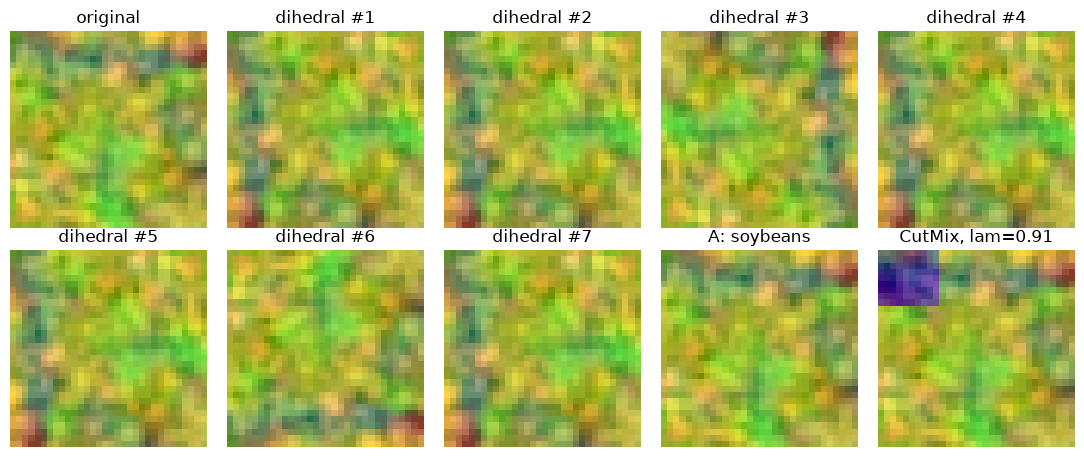 original
dihedral #1
dihedral #2
dihedral #3
dihedral #4
dihedral #5
dihedral #6
dihedral #7
A: soybeans
CutMix, lam=0.91